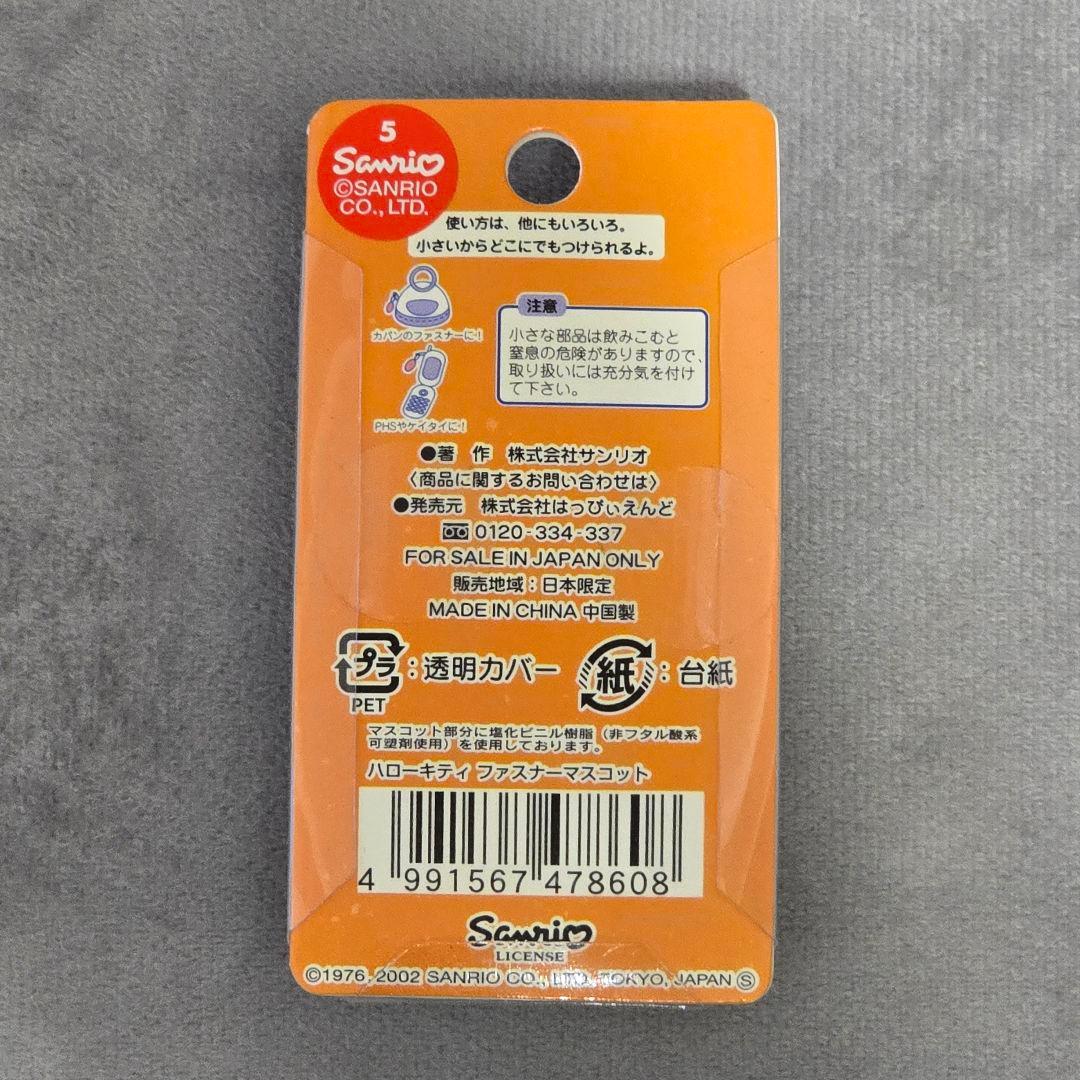 5
Sanrio
©SANRIO
CO., LTD.
使い方は、他にもいろいろ。
小さいからどこにでもつけられるよ。
カバンのファスナーに!
PHSやケイタイに!
注意
小さな部品は飲みこむと
窒息の危険がありますので、
取り扱いには充分気を付け
て下さい。
●著 作 株式会社サンリオ
〈商品に関するお問い合わせは〉
●発売元 株式会社はっぴぃえんど
0120-334-337
FOR SALE IN JAPAN ONLY
販売地域:日本限定
MADE IN CHINA 中国製
プラ:透明カバー
PET
紙:台紙
マスコット部分に塩化ビニル樹脂(非フタル酸系
可塑剤使用)を使用しております。
ハローキティ ファスナーマスコット
4 991567 478608
Sanrio
LICENSE
©1976, 2002 SANRIO CO., LTD. TOKYO, JAPAN Ⓢ